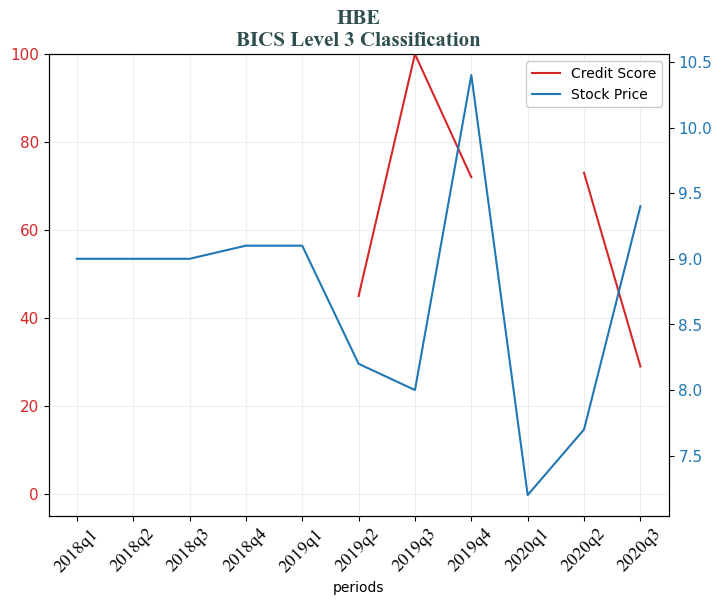 HBE
BICS Level 3 Classification
Credit Score
Stock Price
100
80
60
40
20
0
10.5
10.0
9.5
9.0
8.5
8.0
7.5
2018q1
2018q2
2018q3
2018q4
2019q1
2019q2
2019q3
2019q4
2020q1
2020q2
2020q3
periods